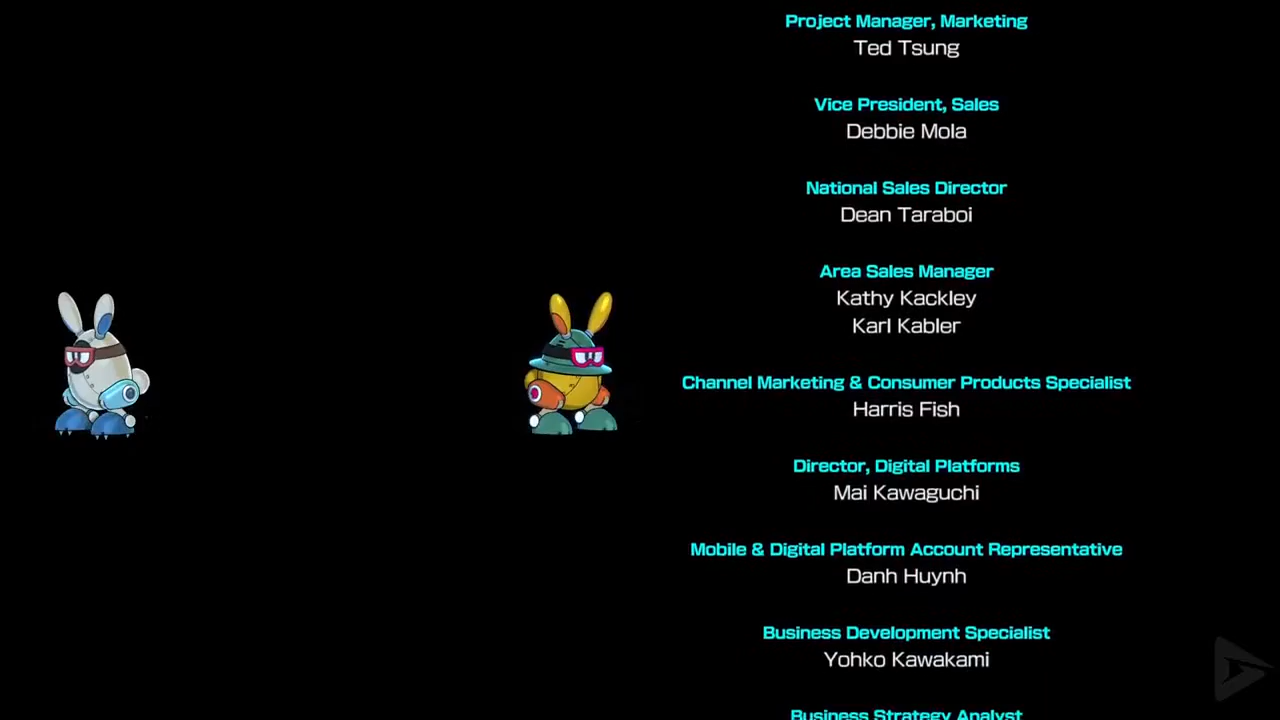 Project Manager, Marketing
Ted Tsung
Vice President, Sales
Debbie Mola
National Sales Director
Dean Taraboi
Area Sales Manager
Kathy Kackley
Karl Kabler
Channel Marketing & Consumer Products Specialist
Harris Fish
Director, Digital Platforms
Mai Kawaguchi
Mobile & Digital Platform Account Representative
Danh Huynh
Business Development Specialist
Yohko Kawakami
Business Strategy Analyst